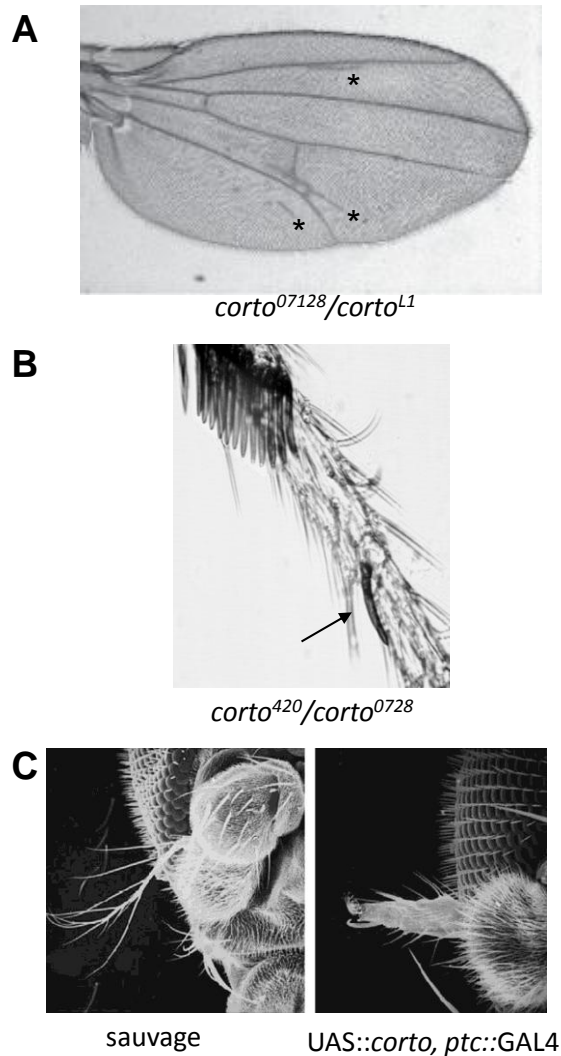 A
*
*
*
corto⁰⁷¹²⁸/cortoᴸ¹
B
corto⁴²⁰/corto⁰⁷²⁸
C
sauvage
UAS::corto, ptc::GAL4